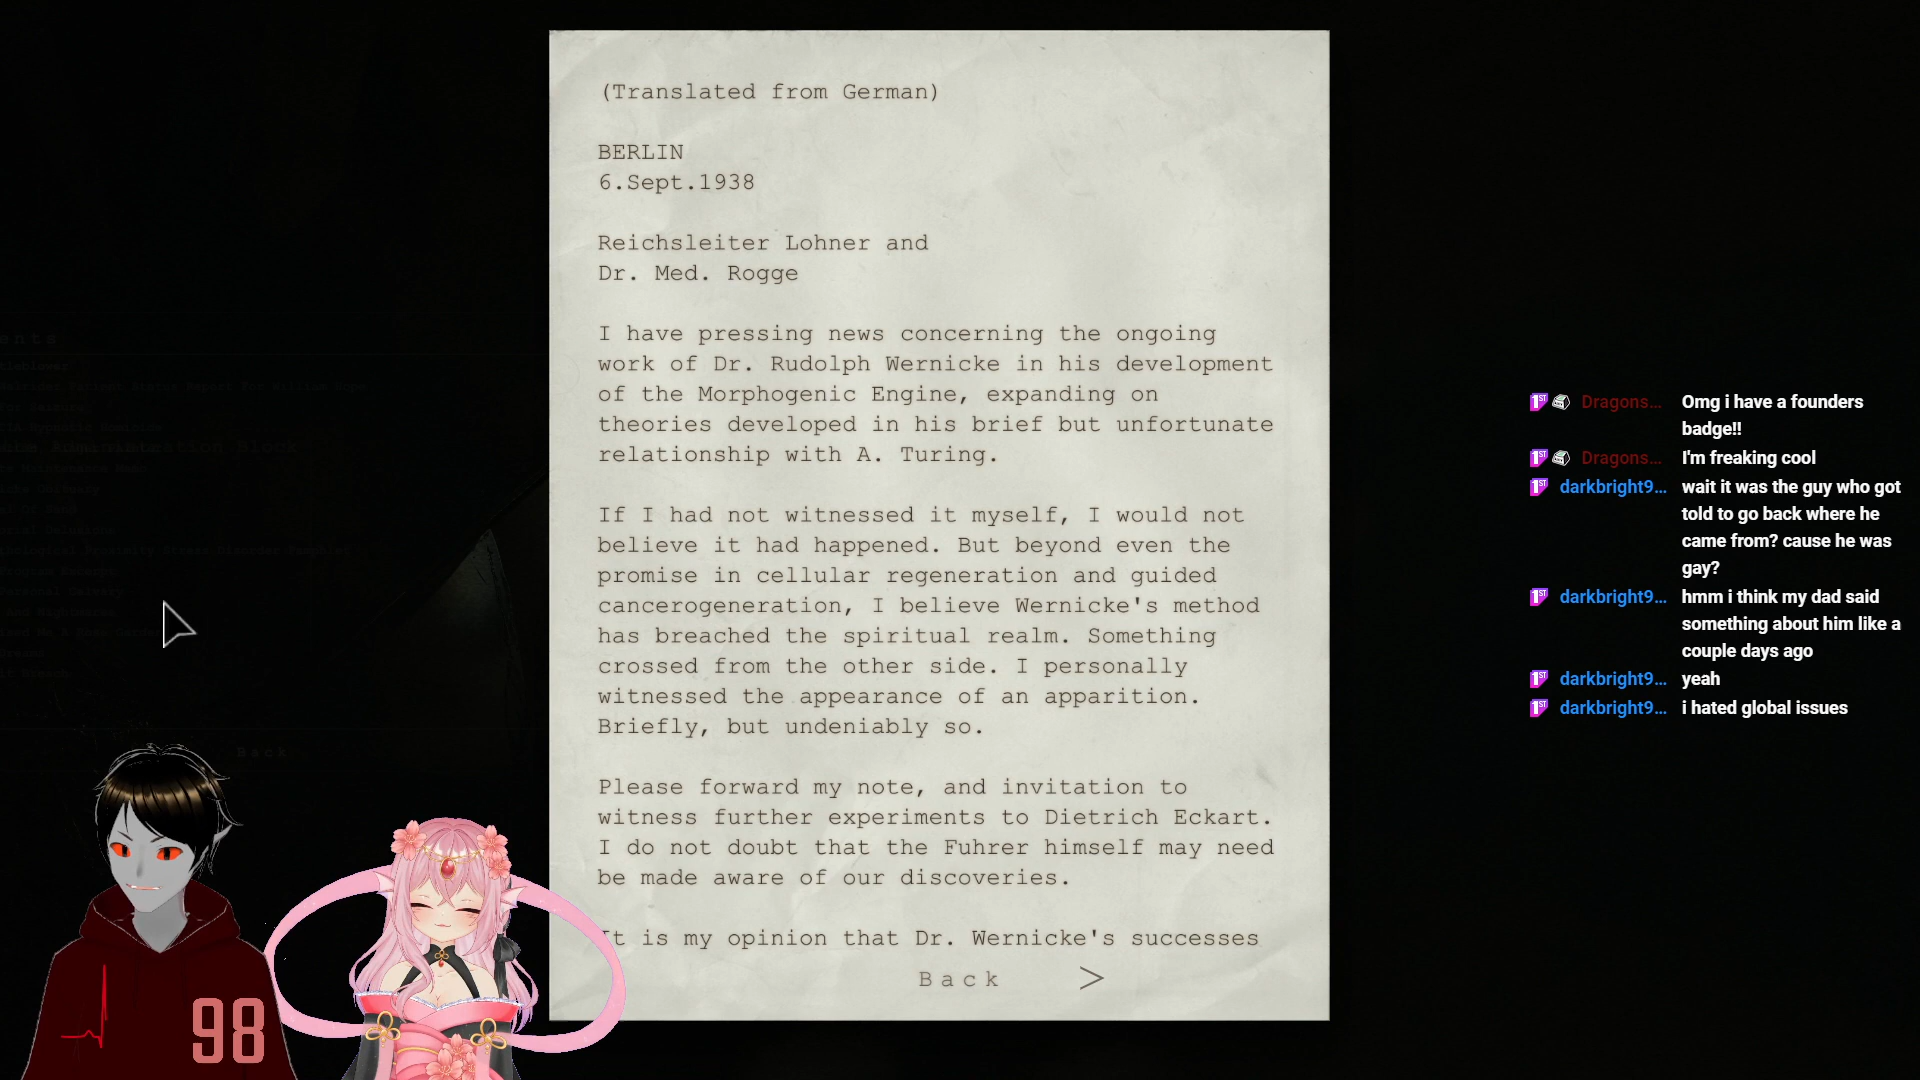 (Translated from German)
BERLIN
6.Sept.1938
Reichsleiter Lohner and
Dr. Med. Rogge
I have pressing news concerning the ongoing
work of Dr. Rudolph Wernicke in his development
of the Morphogenic Engine, expanding on
theories developed in his brief but unfortunate
relationship with A. Turing.
If I had not witnessed it myself, I would not
believe it had happened. But beyond even the
promise in cellular regeneration and guided
cancerogeneration, I believe Wernicke's method
has breached the spiritual realm. Something
crossed from the other side. I personally
witnessed the appearance of an apparition.
Briefly, but undeniably so.
Please forward my note, and invitation to
witness further experiments to Dietrich Eckart.
I do not doubt that the Fuhrer himself may need
be made aware of our discoveries.
It is my opinion that Dr. Wernicke's successes
Back >
Back
98
Dragons... Omg i have a founders
badge!!
Dragons... I'm freaking cool
darkbright9... wait it was the guy who got
told to go back where he
came from? cause he was
gay?
darkbright9... hmm i think my dad said
something about him like a
couple days ago
darkbright9... yeah
darkbright9... i hated global issues